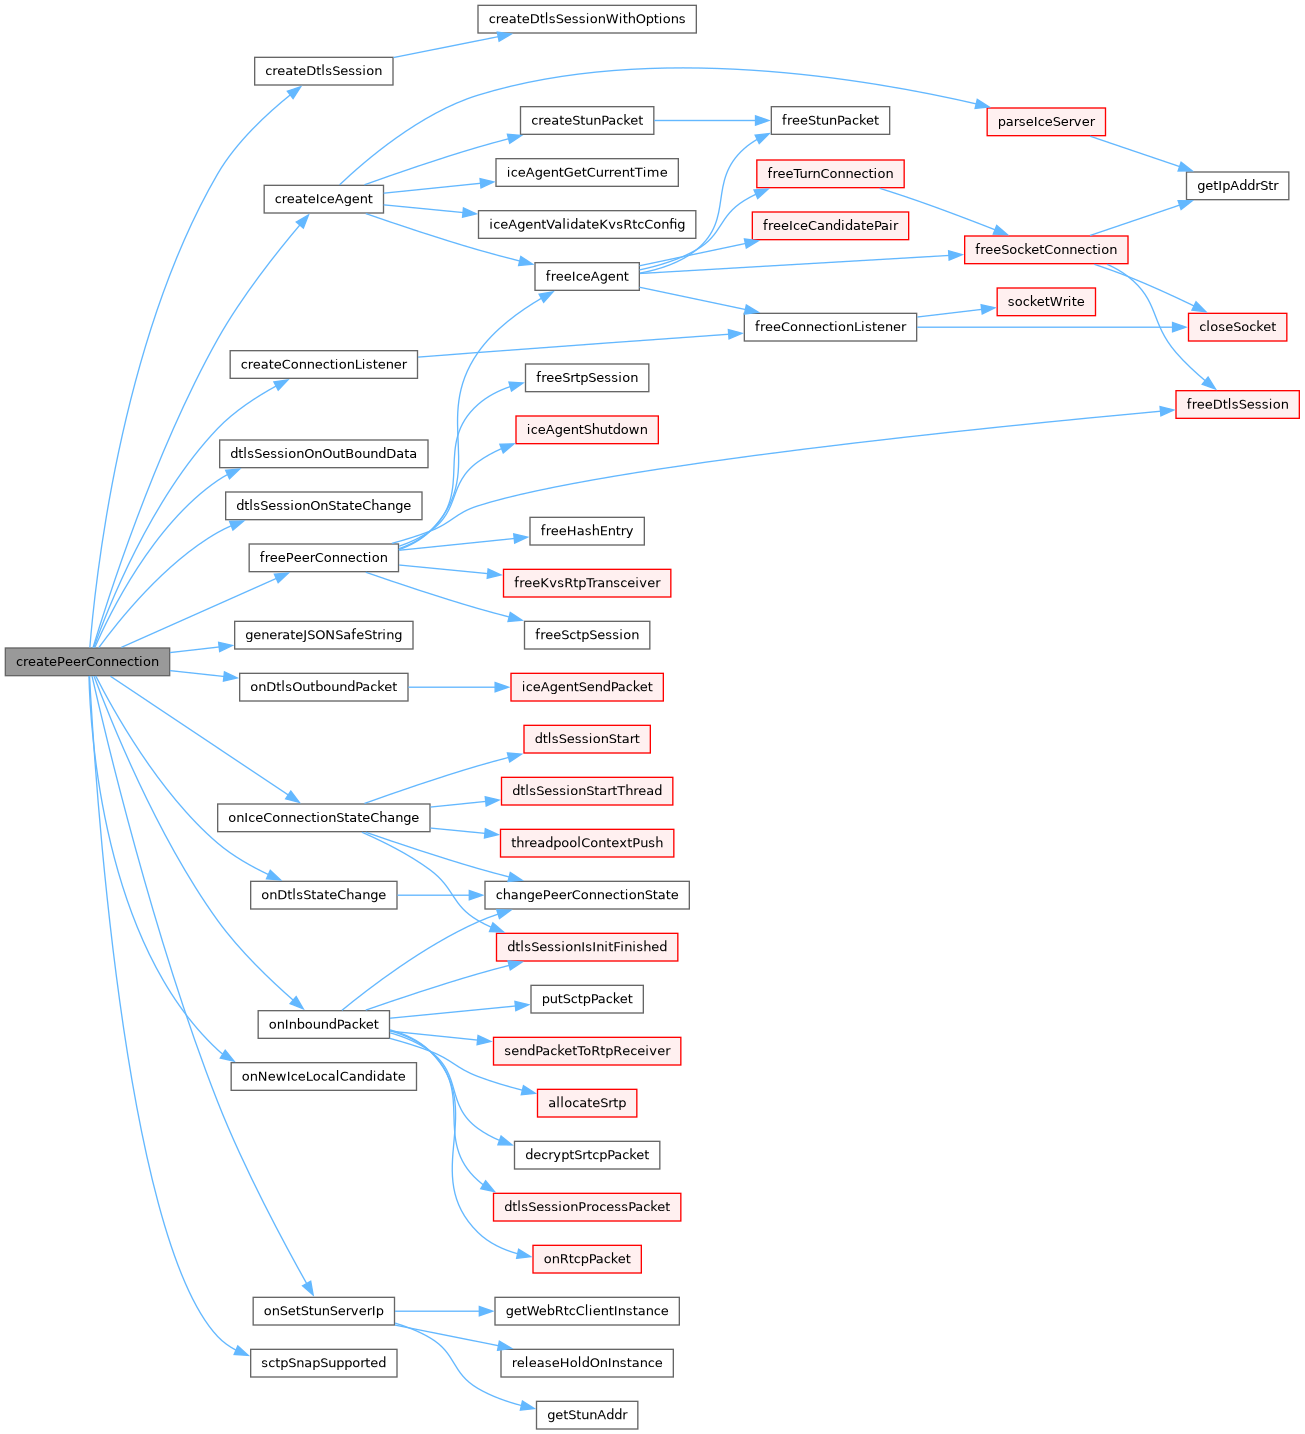 createDtlsSessionWithOptions
createDtlsSession
createStunPacket
freeStunPacket
parseIceServer
iceAgentGetCurrentTime
freeTurnConnection
getIpAddrStr
createIceAgent
iceAgentValidateKvsRtcConfig
freeIceCandidatePair
freeSocketConnection
freeIceAgent
socketWrite
freeConnectionListener
closeSocket
createConnectionListener
freeSrtpSession
freeDtlsSession
iceAgentShutdown
dtlsSessionOnOutBoundData
dtlsSessionOnStateChange
freeHashEntry
freePeerConnection
freeKvsRtpTransceiver
generateJSONSafeString
freeSctpSession
createPeerConnection
onDtlsOutboundPacket
iceAgentSendPacket
dtlsSessionStart
dtlsSessionStartThread
onIceConnectionStateChange
threadpoolContextPush
onDtlsStateChange
changePeerConnectionState
dtlsSessionIsInitFinished
putSctpPacket
onInboundPacket
sendPacketToRtpReceiver
onNewIceLocalCandidate
allocateSrtp
decryptSrtcpPacket
dtlsSessionProcessPacket
onRtcpPacket
onSetStunServerIp
getWebRtcClientInstance
sctpSnapSupported
releaseHoldOnInstance
getStunAddr